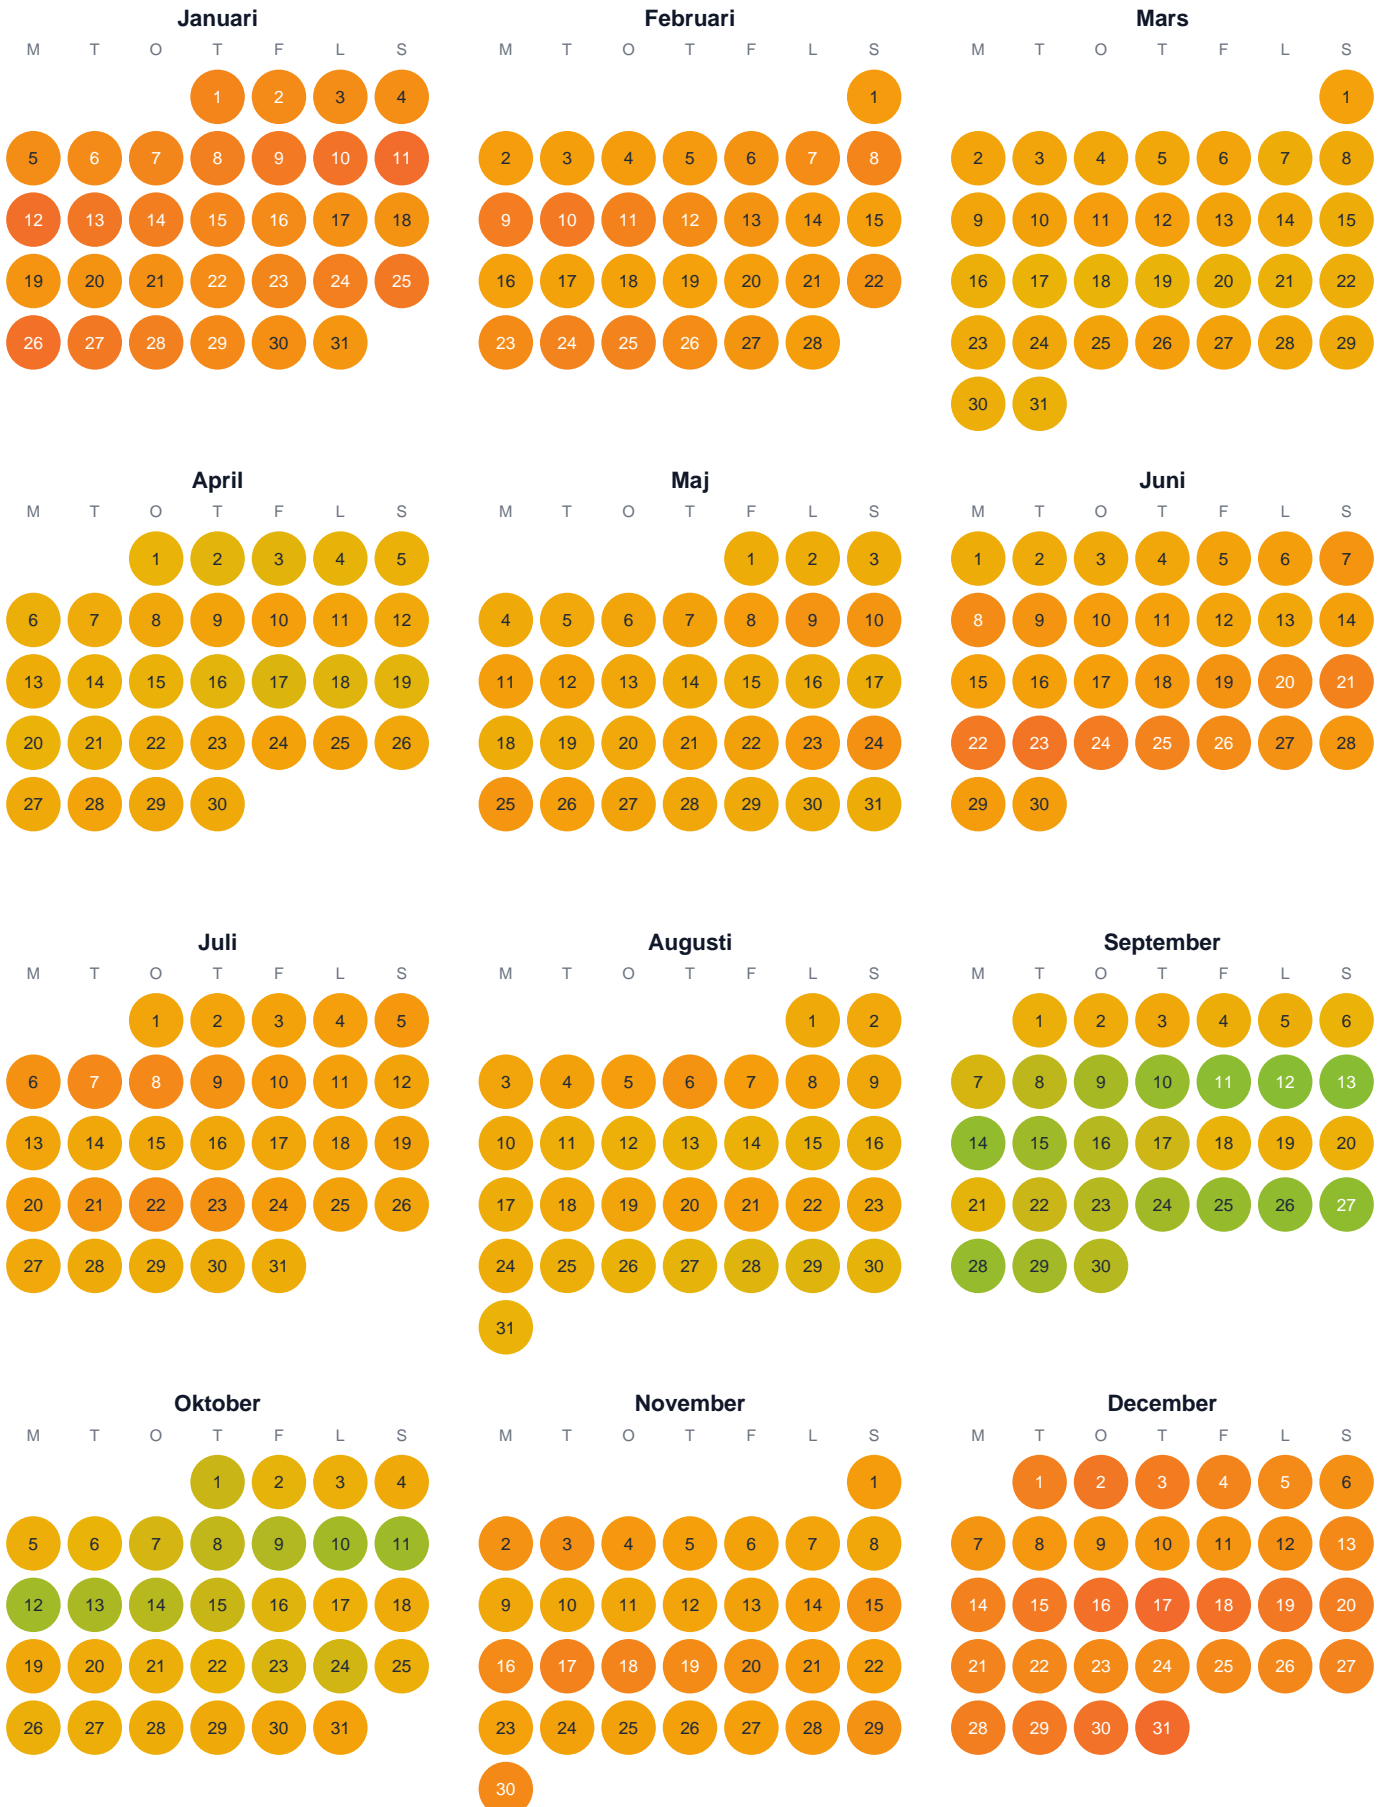 Januari Februari Mars
M T O T F L S M T O T F L S M T O T F L S
1 2 3 4 1 1
5 6 7 8 9 10 11 2 3 4 5 6 7 8 2 3 4 5 6 7 8
12 13 14 15 16 17 18 9 10 11 12 13 14 15 9 10 11 12 13 14 15
19 20 21 22 23 24 25 16 17 18 19 20 21 22 16 17 18 19 20 21 22
26 27 28 29 30 31 23 24 25 26 27 28 23 24 25 26 27 28 29
30 31
April Maj Juni
M T O T F L S M T O T F L S M T O T F L S
1 2 3 4 5 1 2 3 1 2 3 4 5 6 7
6 7 8 9 10 11 12 4 5 6 7 8 9 10 8 9 10 11 12 13 14
13 14 15 16 17 18 19 11 12 13 14 15 16 17 15 16 17 18 19 20 21
20 21 22 23 24 25 26 18 19 20 21 22 23 24 22 23 24 25 26 27 28
27 28 29 30 25 26 27 28 29 30 31 29 30
Juli Augusti September
M T O T F L S M T O T F L S M T O T F L S
1 2 3 4 5 1 2 1 2 3 4 5 6
6 7 8 9 10 11 12 3 4 5 6 7 8 9 7 8 9 10 11 12 13
13 14 15 16 17 18 19 10 11 12 13 14 15 16 14 15 16 17 18 19 20
20 21 22 23 24 25 26 17 18 19 20 21 22 23 21 22 23 24 25 26 27
27 28 29 30 31 24 25 26 27 28 29 30 28 29 30
31
Oktober November December
M T O T F L S M T O T F L S M T O T F L S
1 2 3 4 1 1 2 3 4 5 6
5 6 7 8 9 10 11 2 3 4 5 6 7 8 7 8 9 10 11 12 13
12 13 14 15 16 17 18 9 10 11 12 13 14 15 14 15 16 17 18 19 20
19 20 21 22 23 24 25 16 17 18 19 20 21 22 21 22 23 24 25 26 27
26 27 28 29 30 31 23 24 25 26 27 28 29 28 29 30 31
30